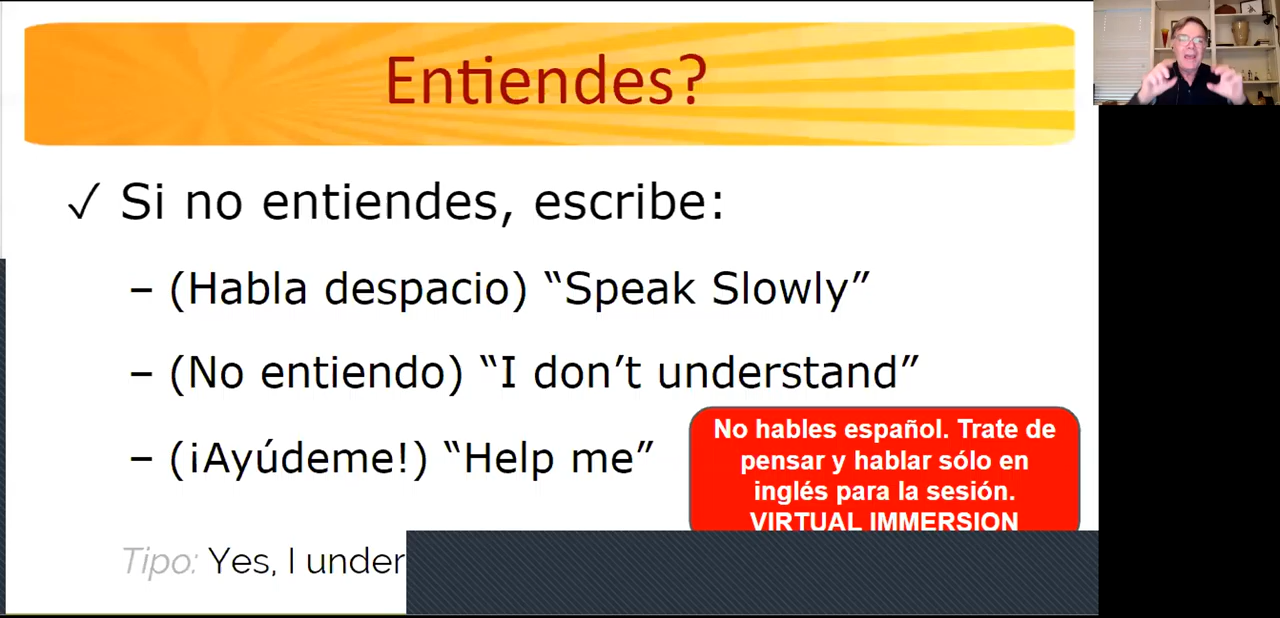 Entiendes?
✓ Si no entiendes, escribe:
– (Habla despacio) “Speak Slowly”
– (No entiendo) “I don’t understand”
– (¡Ayúdeme!) “Help me”
No hables español. Trate de
pensar y hablar sólo en
inglés para la sesión.
VIRTUAL IMMERSION
Tipo: Yes, I under